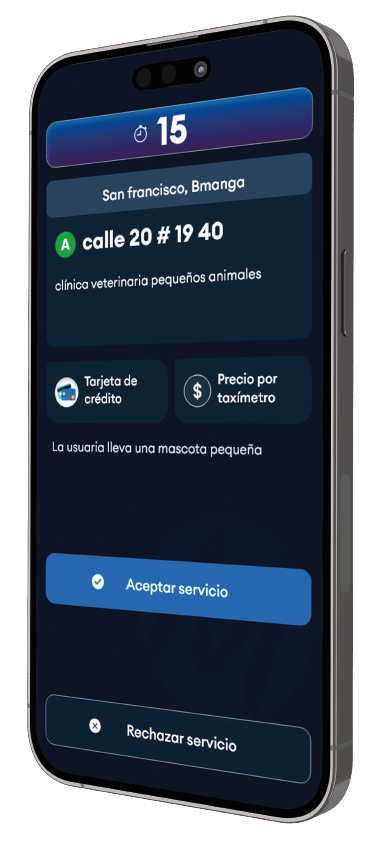 15
San francisco, Bmanga
A calle 20 # 19 40
clínica veterinaria pequeños animales
Tarjeta de
crédito
$ Precio por
taxímetro
La usuaria lleva una mascota pequeña
Aceptar servicio
Rechazar servicio